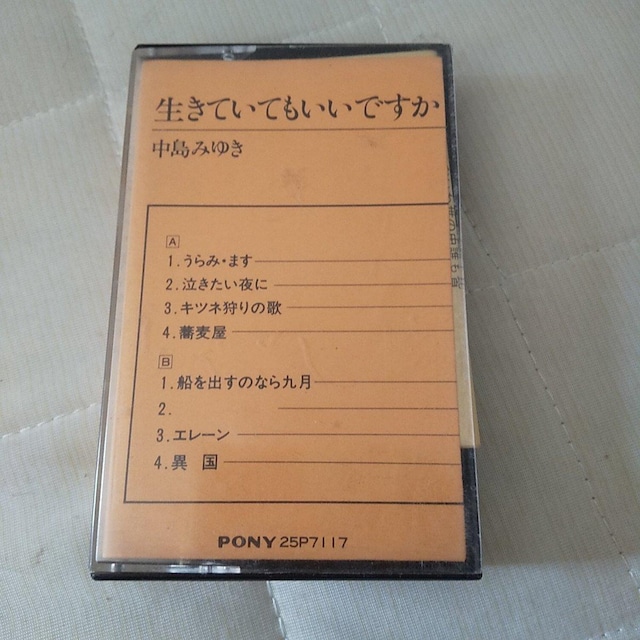 生きていてもいいですか
中島みゆき
A
1.うらみ・ます
2.泣きたい夜に
3.キツネ狩りの歌
4.蕎麦屋
B
1.船を出すのなら九月
2.
3.エレーン
4.異 国
PONY 25P7117